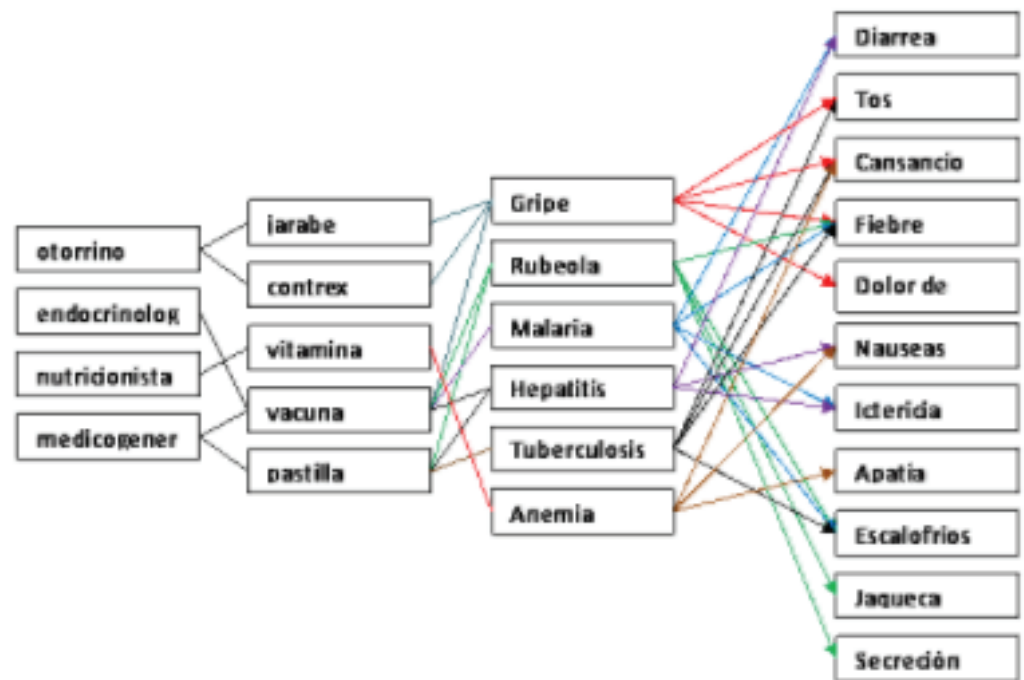 otorrino
endocrinolog
nutricionista
medicogener
jarabe
contrex
vitamina
vacuna
pastilla
Gripe
Rubeola
Malaria
Hepatitis
Tuberculosis
Anemia
Diarrea
Tos
Cansancio
Fiebre
Dolor de
Nauseas
Ictericia
Apatia
Escalofrios
Jaqueca
Secreción